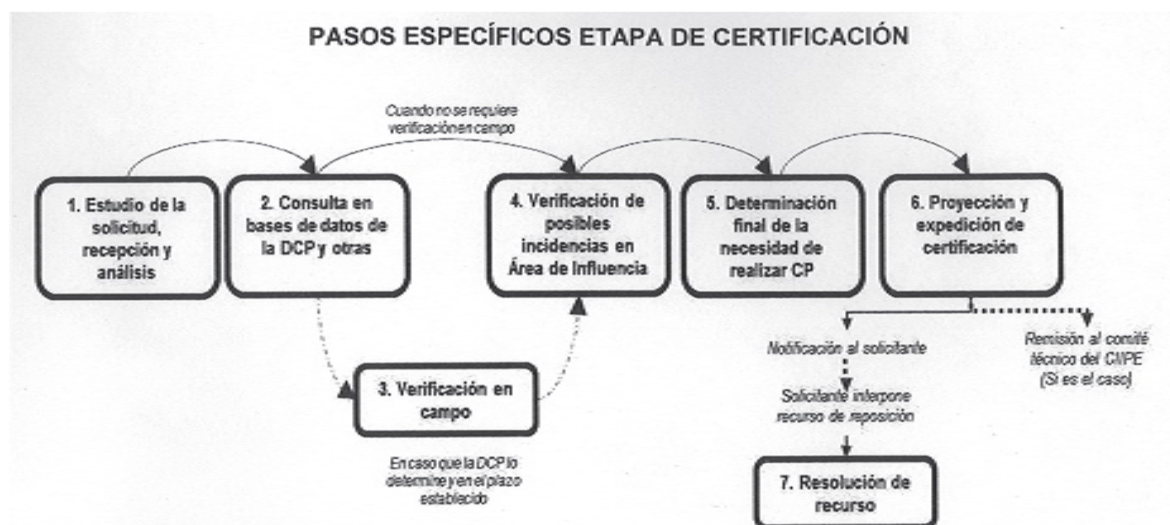 PASOS ESPECÍFICOS ETAPA DE CERTIFICACIÓN
Cuando no se requiere
verificación en campo
1. Estudio de la
solicitud,
recepción y
análisis
2. Consulta en
bases de datos de
la DCP y otras
4. Verificación de
posibles
incidencias en
Área de Influencia
5. Determinación
final de la
necesidad de
realizar CP
6. Proyección y
expedición de
certificación
3. Verificación en
campo
En caso que la DCP lo
determine y en el plazo
establecido
Notificación al solicitante
Solicitante interpone
recurso de reposición
Remisión al comité
técnico del
(Si es el caso)
7. Resolución de
recurso